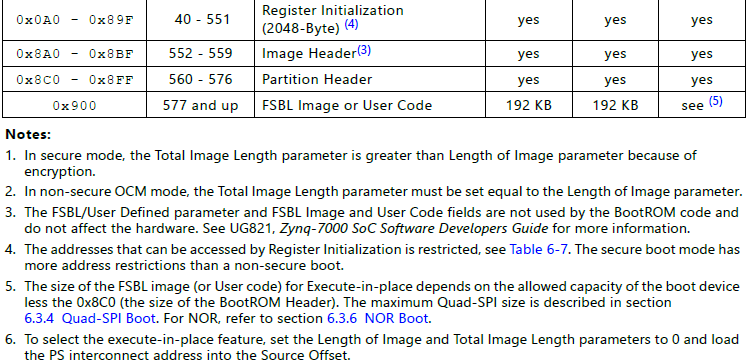 0x0A0 - 0x89F 40 - 551 Register Initialization (2048-Byte) (4) yes yes yes
0x8A0 - 0x8BF 552 - 559 Image Header(3) yes yes yes
0x8C0 - 0x8FF 560 - 576 Partition Header yes yes yes
0x900 577 and up FSBL Image or User Code 192 KB 192 KB see (5)
Notes:
1. In secure mode, the Total Image Length parameter is greater than Length of Image parameter because of
encryption.
2. In non-secure OCM mode, the Total Image Length parameter must be set equal to the Length of Image parameter.
3. The FSBL/User Defined parameter and FSBL Image and User Code fields are not used by the BootROM code and
do not affect the hardware. See UG821, Zynq-7000 SoC Software Developers Guide for more information.
4. The addresses that can be accessed by Register Initialization is restricted, see Table 6-7. The secure boot mode has
more address restrictions than a non-secure boot.
5. The size of the FSBL image (or User code) for Execute-in-place depends on the allowed capacity of the boot device
less the 0x8C0 (the size of the BootROM Header). The maximum Quad-SPI size is described in section
6.3.4 Quad-SPI Boot. For NOR, refer to section 6.3.6 NOR Boot.
6. To select the execute-in-place feature, set the Length of Image and Total Image Length parameters to 0 and load
the PS interconnect address into the Source Offset.